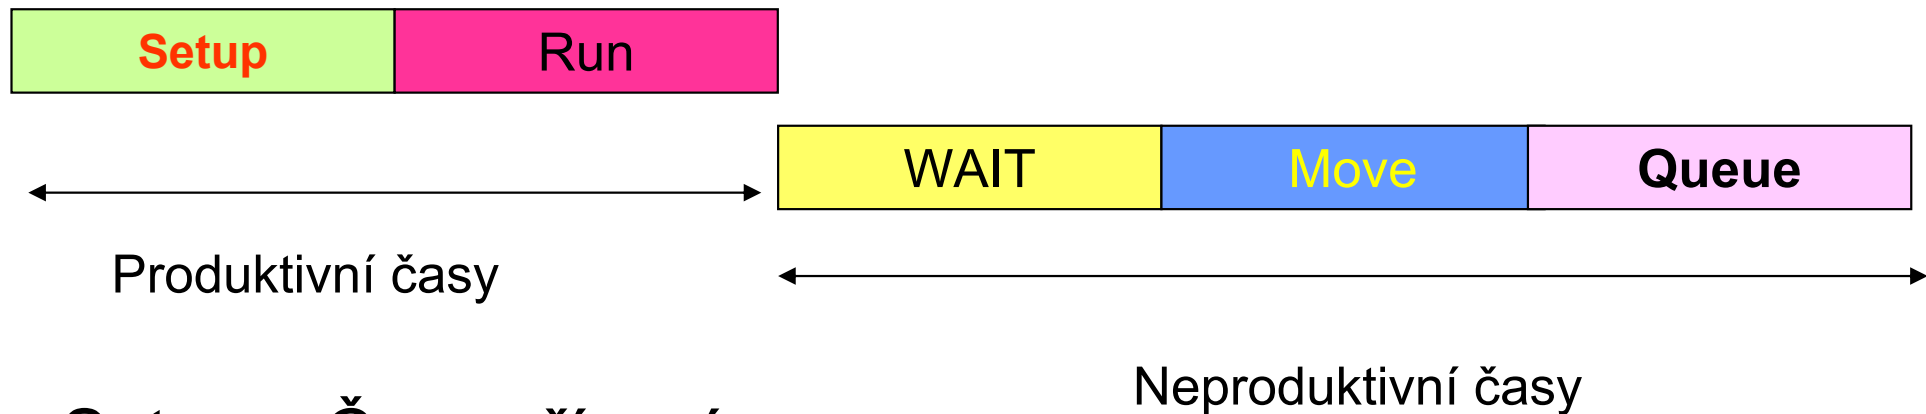 Setup Run
WAIT Move Queue
Produktivní časy
Neproduktivní časy